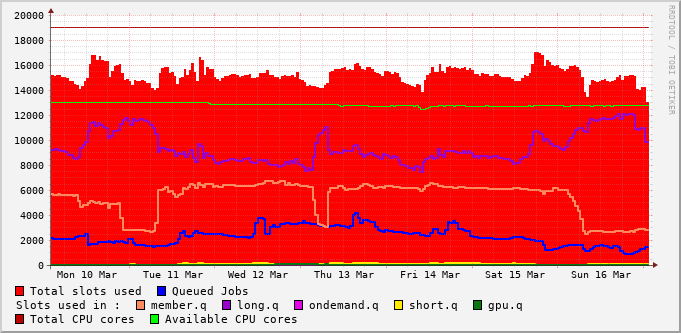 20000
18000
16000
14000
12000
10000
8000
6000
4000
2000
0
Mon 10 Mar Tue 11 Mar Wed 12 Mar Thu 13 Mar Fri 14 Mar Sat 15 Mar Sun 16 Mar
Total slots used Queued Jobs
Slots used in : member.q long.q ondemand.q short.q gpu.q
Total CPU cores Available CPU cores
RRDTOOL / TOBI OETIKER